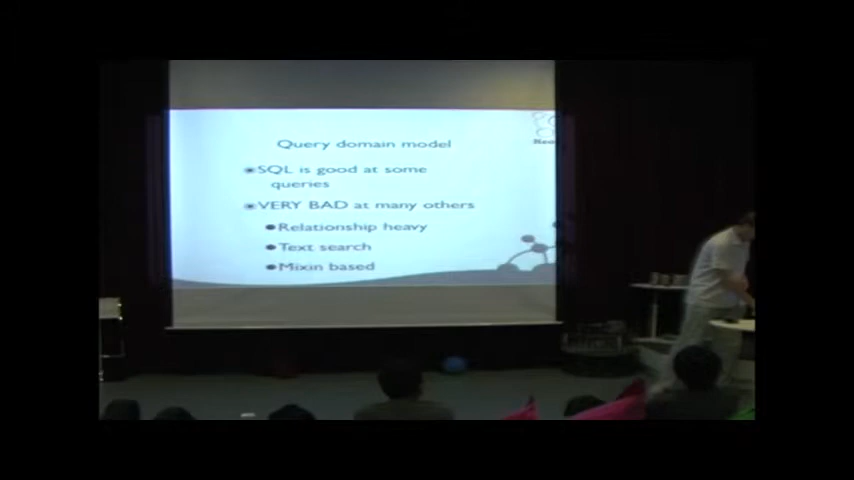 Query domain model
SQL is good at some
queries
VERY BAD at many others
Relationship heavy
Text search
Mixin based